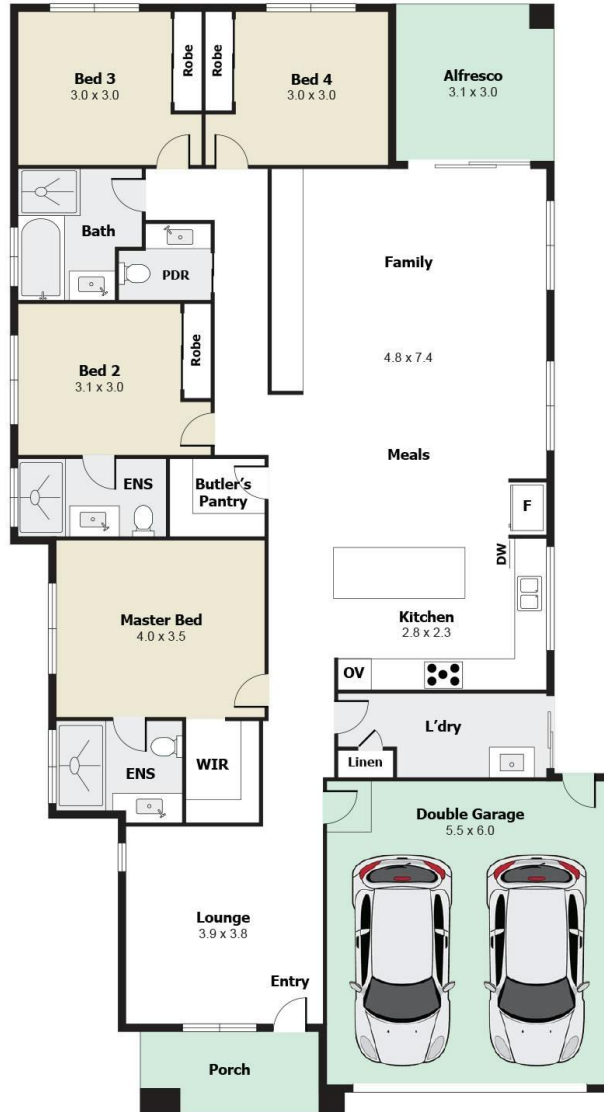 Bed 3
3.0 x 3.0
Robe
Robe
Bed 4
3.0 x 3.0
Alfresco
3.1 x 3.0
Bath
PDR
Family
4.8 x 7.4
Bed 2
3.1 x 3.0
Robe
Meals
ENS
Butler's
Pantry
F
DW
Master Bed
4.0 x 3.5
Kitchen
2.8 x 2.3
OV
L'dry
Linen
ENS
WIR
Double Garage
5.5 x 6.0
Lounge
3.9 x 3.8
Entry
Porch